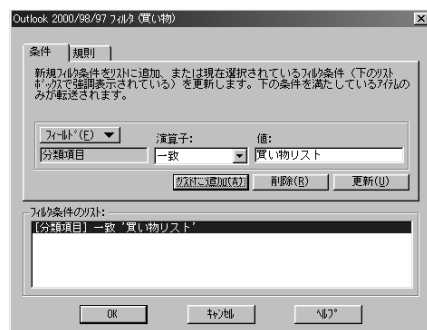 Outlook 2000/98/97 ﾌｨﾙﾀ (買い物)
条件
規則
新規ﾌｨﾙﾀ条件をﾘｽﾄに追加、または現在選択されているﾌｨﾙﾀ条件（下のﾘｽﾄ
ﾎﾞｯｸｽで強調表示されている）を更新します。下の条件を満たしているｱｲﾃﾑの
みが転送されます。
ﾌｨｰﾙﾄﾞ(F) ▼
演算子:
値:
分類項目
一致
買い物リスト
ﾘｽﾄに追加(A)
削除(R)
更新(U)
ﾌｨﾙﾀ条件のﾘｽﾄ:
[分類項目] 一致 '買い物リスト'
OK
ｷｬﾝｾﾙ
ﾍﾙﾌﾟ